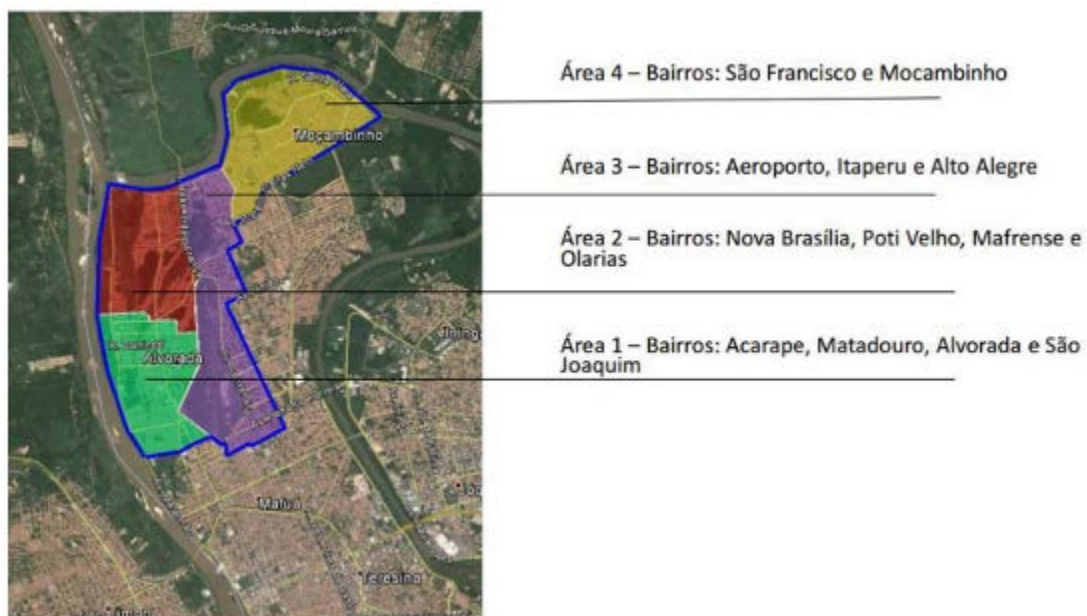 Área 4 – Bairros: São Francisco e Mocambinho
Moçambinho
Área 3 – Bairros: Aeroporto, Itaperu e Alto Alegre
Área 2 – Bairros: Nova Brasília, Poti Velho, Mafrense e
Olarias
Área 1 – Bairros: Acarape, Matadouro, Alvorada e São
Joaquim
Alvorada
Mafuá
Teresina